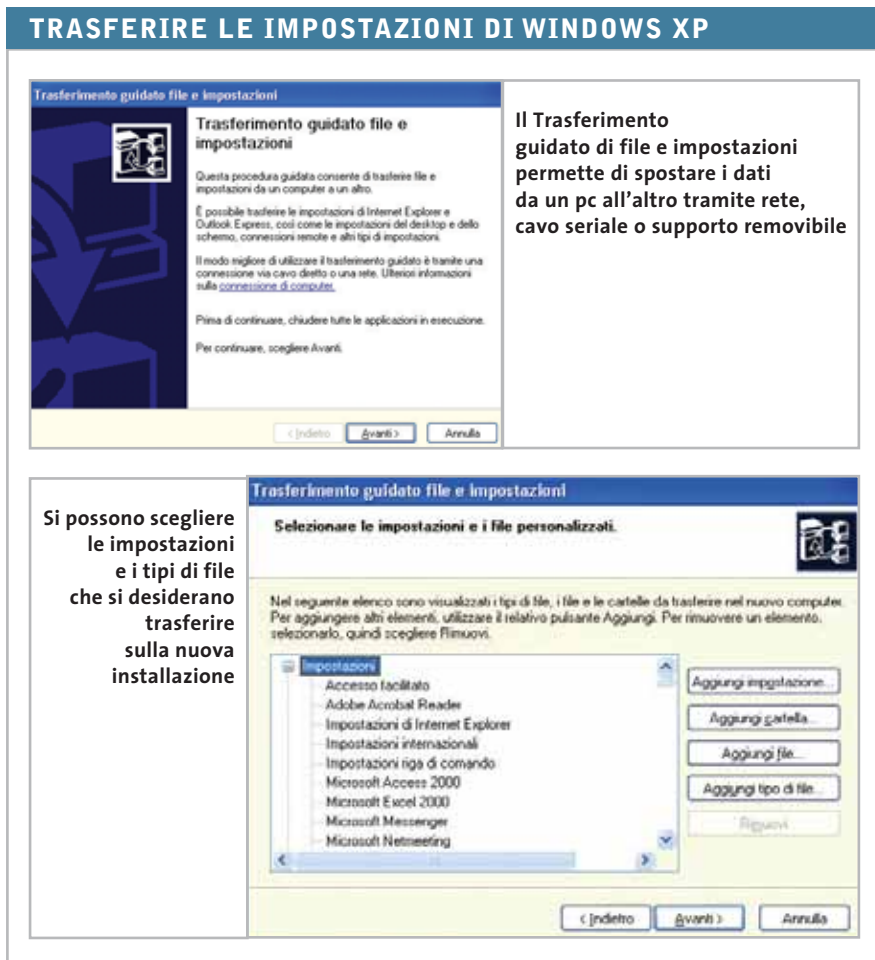 TRASFERIRE LE IMPOSTAZIONI DI WINDOWS XP
Trasferimento guidato file e impostazioni
Trasferimento guidato file e
impostazioni
Questa procedura guidata consente di trasferire file e
impostazioni da un computer a un altro.
È possibile trasferire le impostazioni di Internet Explorer e
Outlook Express, così come le impostazioni del desktop e dello
schermo, connessioni remote e altri tipi di impostazioni.
Il modo migliore di utilizzare il trasferimento guidato è tramite una
connessione via cavo diretto o una rete. Ulteriori informazioni
sulla connessione di computer.
Prima di continuare, chiudere tutte le applicazioni in esecuzione.
Per continuare, scegliere Avanti.
< Indietro
Avanti >
Annulla
Il Trasferimento
guidato di file e impostazioni
permette di spostare i dati
da un pc all'altro tramite rete,
cavo seriale o supporto removibile
Si possono scegliere
le impostazioni
e i tipi di file
che si desiderano
trasferire
sulla nuova
installazione
Trasferimento guidato file e impostazioni
Selezionare le impostazioni e i file personalizzati.
Nel seguente elenco sono visualizzati i tipi di file, i file e le cartelle da trasferire nel nuovo computer.
Per aggiungere altri elementi, utilizzare il relativo pulsante Aggiungi. Per rimuovere un elemento,
selezionarlo, quindi scegliere Rimuovi.
Impostazioni
Accesso facilitato
Adobe Acrobat Reader
Impostazioni di Internet Explorer
Impostazioni internazionali
Impostazioni riga di comando
Microsoft Access 2000
Microsoft Excel 2000
Microsoft Messenger
Microsoft Netmeeting
Aggiungi impostazione...
Aggiungi cartella...
Aggiungi file...
Aggiungi tipo di file...
Rimuovi
< Indietro
Avanti >
Annulla